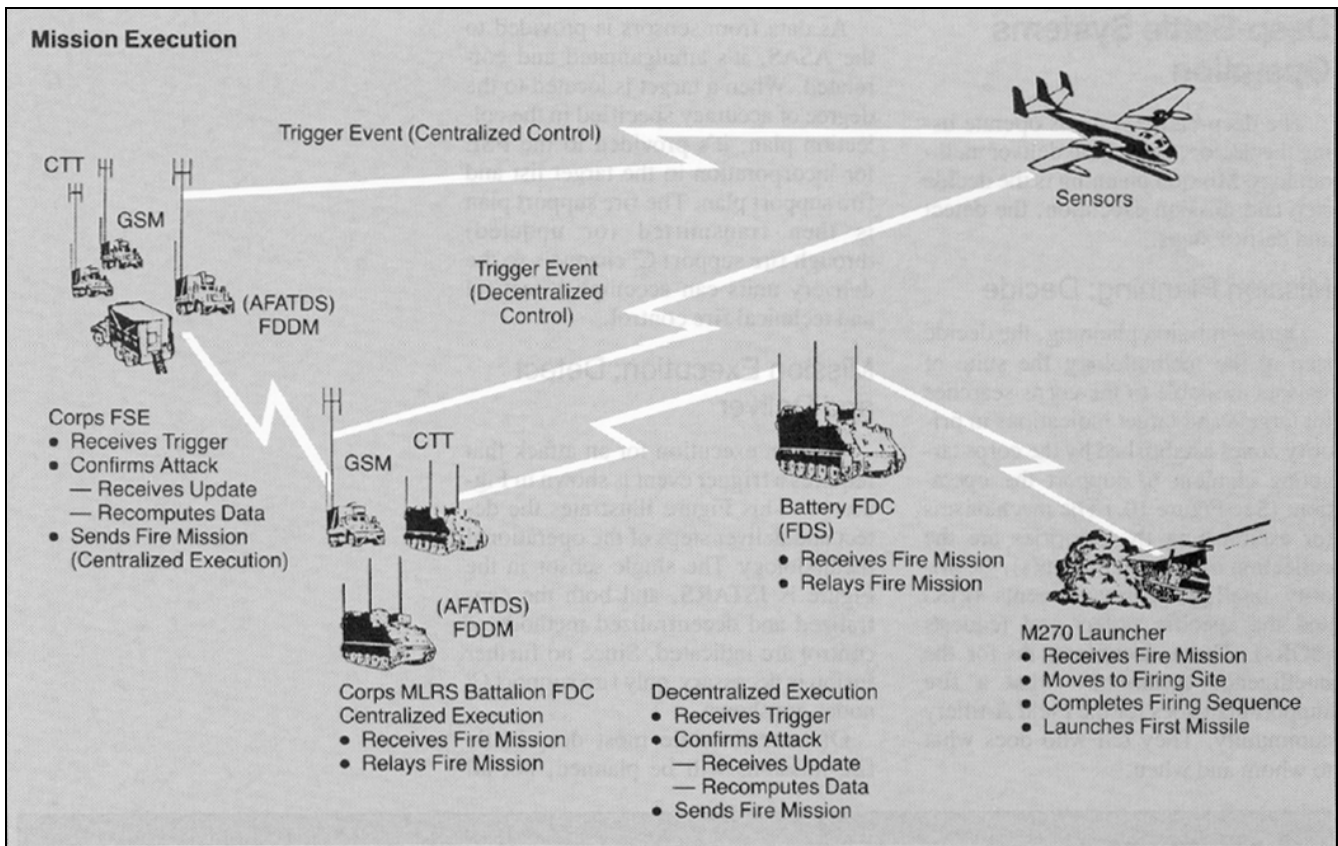 Mission Execution
Trigger Event (Centralized Control)
Sensors
CTT
GSM
(AFATDS)
FDDM
Trigger Event
(Decentralized
Control)
Corps FSE
• Receives Trigger
• Confirms Attack
— Receives Update
— Recomputes Data
• Sends Fire Mission
(Centralized Execution)
GSM
CTT
(AFATDS)
FDDM
Corps MLRS Battalion FDC
Centralized Execution
• Receives Fire Mission
• Relays Fire Mission
Decentralized Execution
• Receives Trigger
• Confirms Attack
— Receives Update
— Recomputes Data
• Sends Fire Mission
Battery FDC
(FDS)
• Receives Fire Mission
• Relays Fire Mission
M270 Launcher
• Receives Fire Mission
• Moves to Firing Site
• Completes Firing Sequence
• Launches First Missile